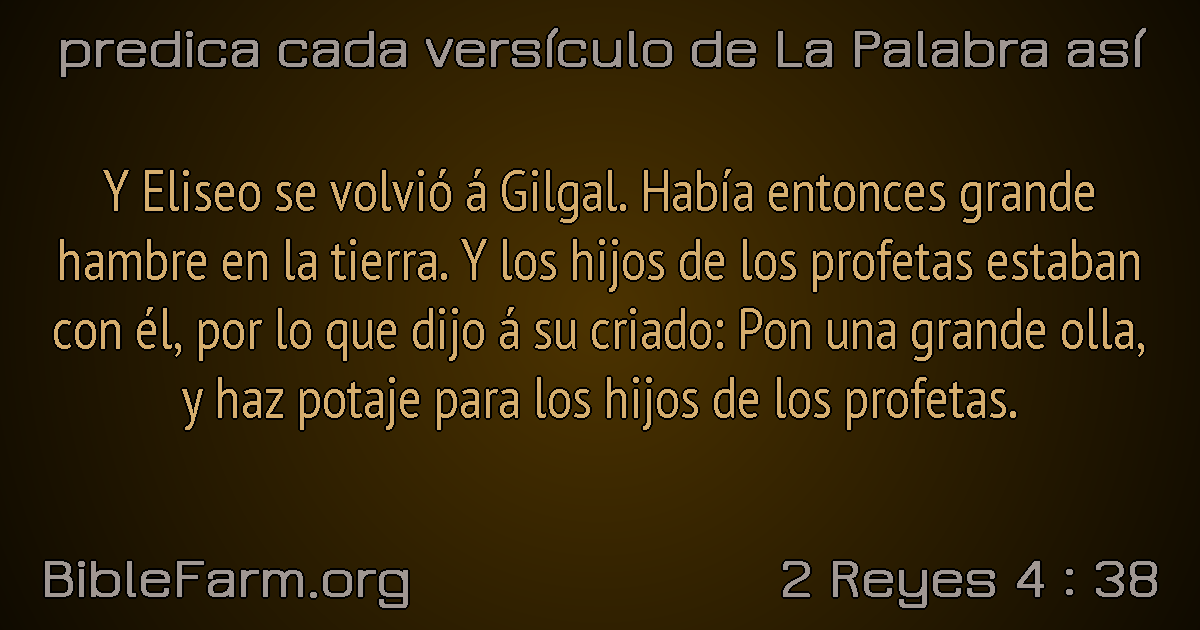 predica cada versículo de La Palabra así
Y Eliseo se volvió á Gilgal. Había entonces grande
hambre en la tierra. Y los hijos de los profetas estaban
con él, por lo que dijo á su criado: Pon una grande olla,
y haz potaje para los hijos de los profetas.
BibleFarm.org
2 Reyes 4 : 38